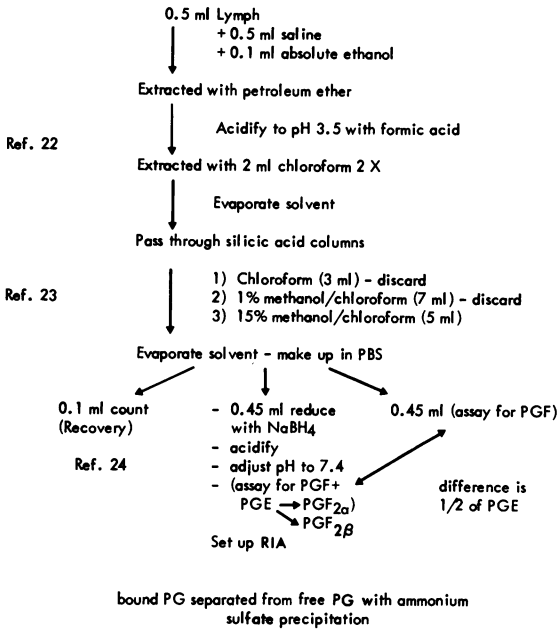 0.5 ml Lymph
+ 0.5 ml saline
+ 0.1 ml absolute ethanol
Extracted with petroleum ether
Acidify to pH 3.5 with formic acid
Ref. 22
Extracted with 2 ml chloroform 2 X
Evaporate solvent
Pass through silicic acid columns
1) Chloroform (3 ml) – discard
Ref. 23
2) 1% methanol/chloroform (7 ml) – discard
3) 15% methanol/chloroform (5 ml)
Evaporate solvent – make up in PBS
0.1 ml count
(Recovery)
Ref. 24
- 0.45 ml reduce
with NaBH4
- acidify
- adjust pH to 7.4
- (assay for PGF+
PGE → PGF2α)
PGF2β
Set up RIA
0.45 ml (assay for PGF)
difference is
1/2 of PGE
bound PG separated from free PG with ammonium
sulfate precipitation